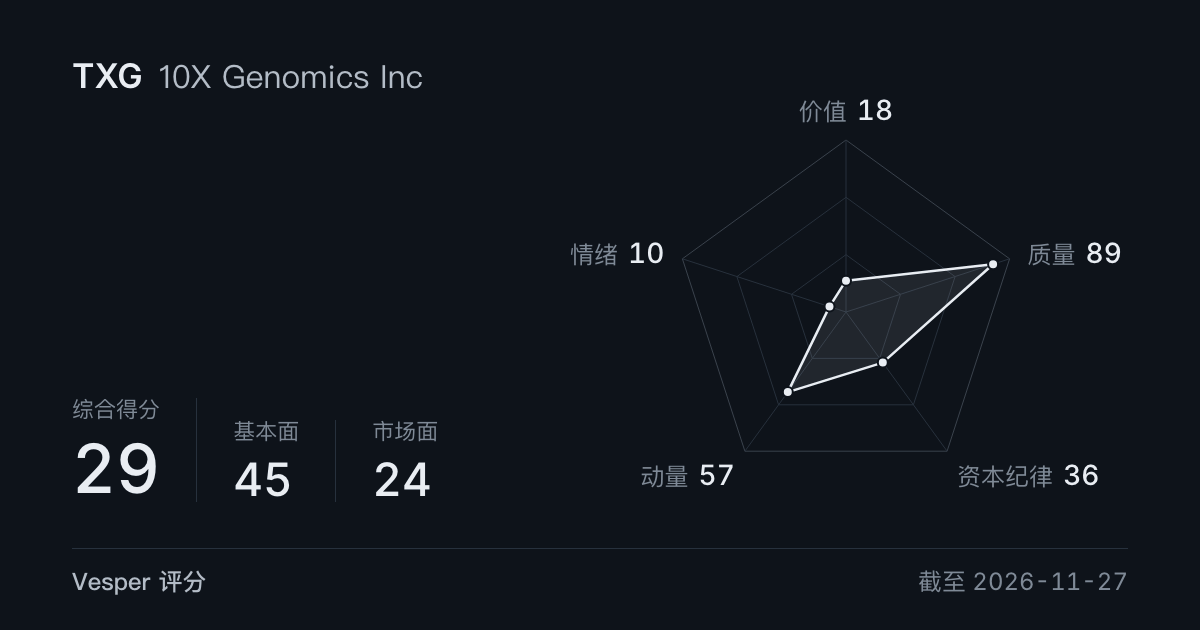 TXG 10X Genomics Inc
价值 18
情绪 10
质量 89
动量 57
资本纪律 36
综合得分
29
基本面
45
市场面
24
Vesper 评分
截至 2026-11-27